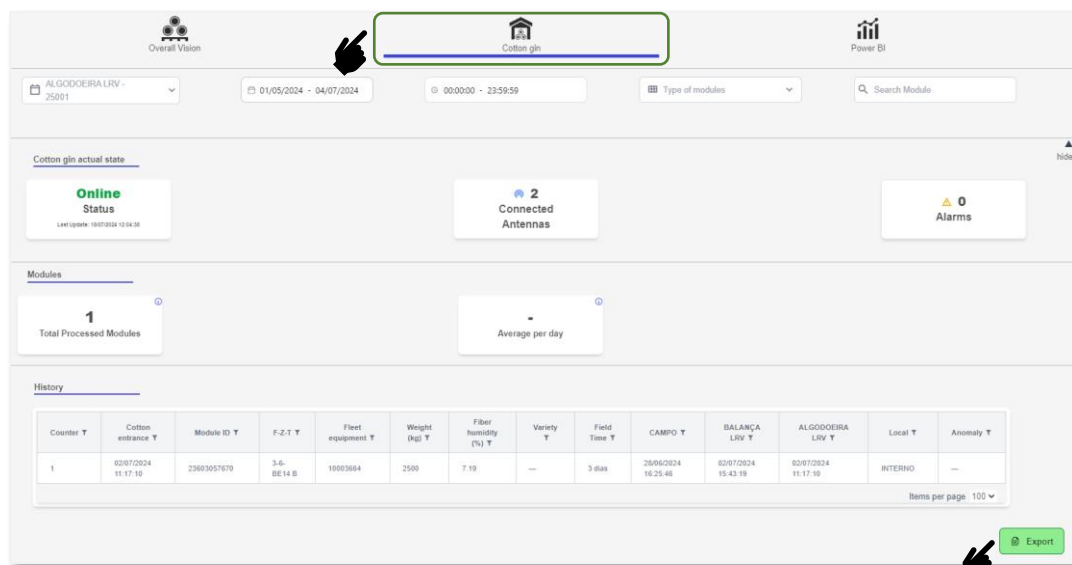 Overall Vision
Cotton gin
Power BI
ALGODOEIRA LRV -
25001
01/05/2024 - 04/07/2024
00:00:00 - 23:59:59
Type of modules
Search Module
hide
Cotton gin actual state
Online
Status
Last Update: 10/07/2024 12:04:38
2
Connected
Antennas
0
Alarms
Modules
1
Total Processed Modules
-
Average per day
History
Counter
Cotton
entrance
Module ID
F-Z-T
Fleet
equipment
Weight
(kg)
Fiber
humidity
(%)
Variety
Field
Time
CAMPO
BALANÇA
LRV
ALGODOEIRA
LRV
Local
Anomaly
1
02/07/2024
11:17:10
23603057670
3-6-
BE14 B
10003664
2500
7.19
—
3 dias
28/06/2024
16:25:46
02/07/2024
15:43:19
02/07/2024
11:17:10
INTERNO
—
Items per page 100
Export